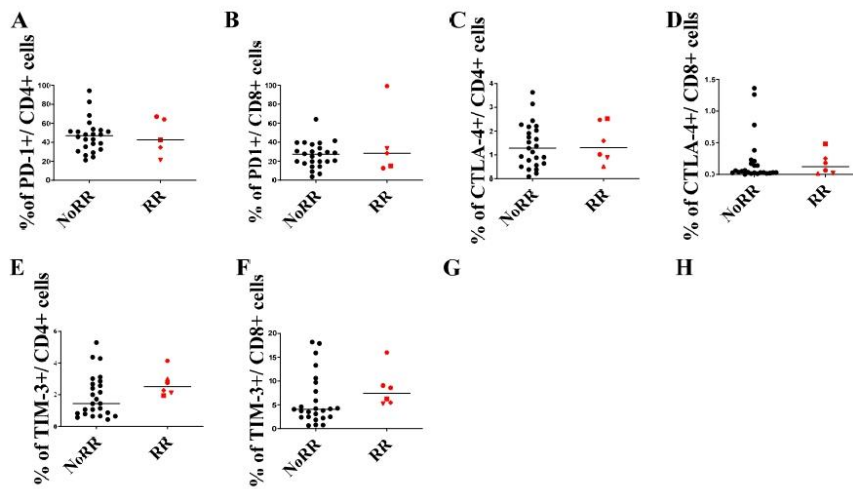 A
%of PD-1+/ CD4+ cells
100
80
60
40
20
0
NoRR
RR
B
% of PD1+/ CD8+ cells
100
80
60
40
20
0
NoRR
RR
C
% of CTLA-4+/ CD4+ cells
4
3
2
1
0
NoRR
RR
D
% of CTLA-4+/ CD8+ cells
1.5
1.0
0.5
NoRR
RR
E
% of TIM-3+/ CD4+ cells
6
4
2
0
NoRR
RR
F
% of TIM-3+/ CD8+ cells
20
15
10
5
0
NoRR
RR
G
H